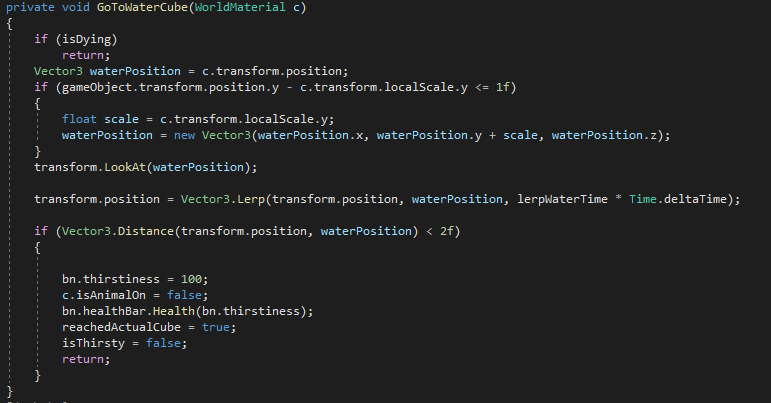 private void GoToWaterCube(WorldMaterial c)
{
    if (isDying)
        return;
    Vector3 waterPosition = c.transform.position;
    if (gameObject.transform.position.y - c.transform.localScale.y <= 1f)
    {
        float scale = c.transform.localScale.y;
        waterPosition = new Vector3(waterPosition.x, waterPosition.y + scale, waterPosition.z);
    }
    transform.LookAt(waterPosition);

    transform.position = Vector3.Lerp(transform.position, waterPosition, lerpWaterTime * Time.deltaTime);

    if (Vector3.Distance(transform.position, waterPosition) < 2f)
    {

        bn.thirstiness = 100;
        c.isAnimalOn = false;
        bn.healthBar.Health(bn.thirstiness);
        reachedActualCube = true;
        isThirsty = false;
        return;
    }
}